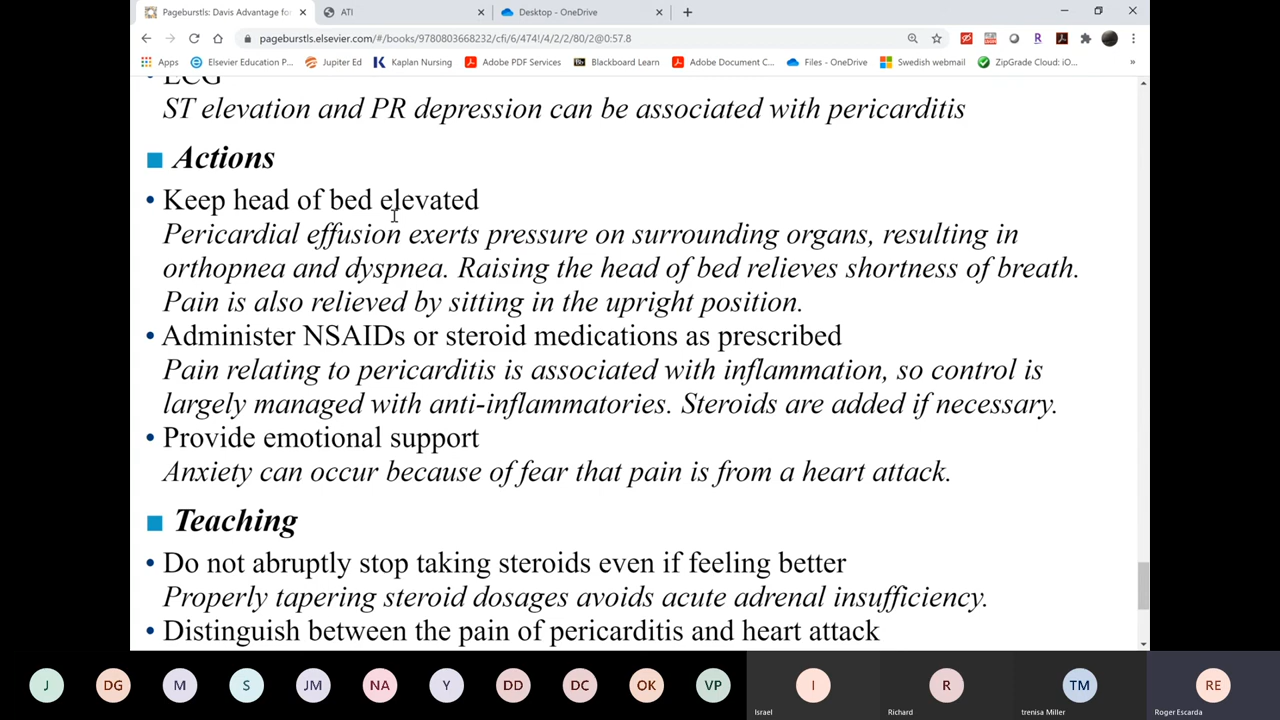 Pageburstls: Davis Advantage for
ATI
Desktop - OneDrive
pageburstls.elsevier.com/#/books/9780803668232/cfi/6/474!/4/2/2/80/2@0:57.8
Apps
Elsevier Education P...
Jupiter Ed
Kaplan Nursing
Adobe PDF Services
Blackboard Learn
Adobe Document C...
Files - OneDrive
Swedish webmail
ZipGrade Cloud: iO...
»
• ECG
ST elevation and PR depression can be associated with pericarditis
Actions
• Keep head of bed elevated
Pericardial effusion exerts pressure on surrounding organs, resulting in
orthopnea and dyspnea. Raising the head of bed relieves shortness of breath.
Pain is also relieved by sitting in the upright position.
• Administer NSAIDs or steroid medications as prescribed
Pain relating to pericarditis is associated with inflammation, so control is
largely managed with anti-inflammatories. Steroids are added if necessary.
• Provide emotional support
Anxiety can occur because of fear that pain is from a heart attack.
Teaching
• Do not abruptly stop taking steroids even if feeling better
Properly tapering steroid dosages avoids acute adrenal insufficiency.
• Distinguish between the pain of pericarditis and heart attack
J
DG
M
S
JM
NA
Y
DD
DC
OK
VP
I
R
TM
RE
Israel
Richard
trenisa Miller
Roger Escarda